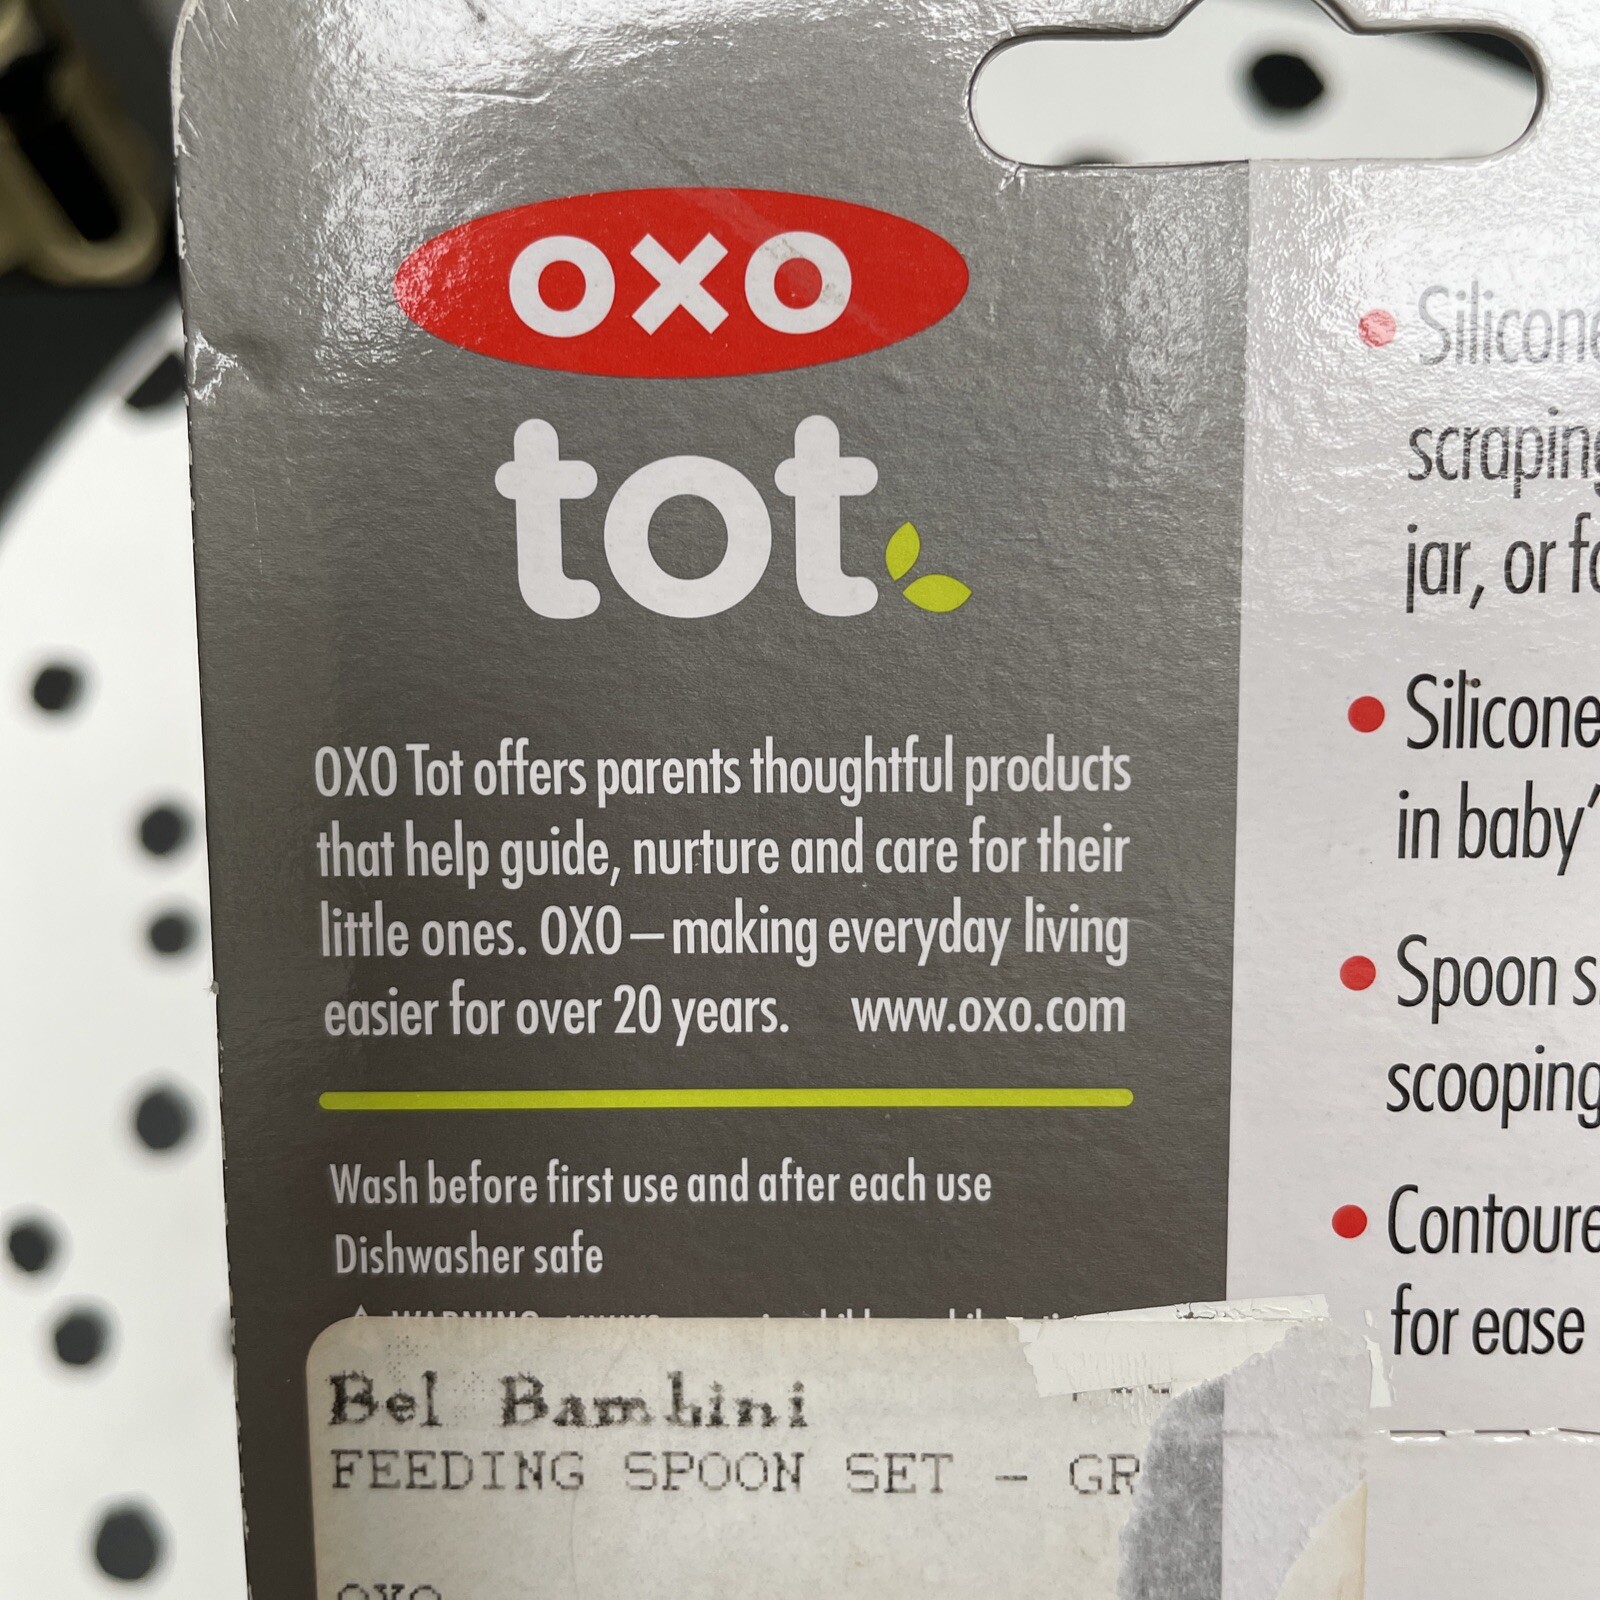 OXO
tot
OXO Tot offers parents thoughtful products
that help guide, nurture and care for their
little ones. OXO—making everyday living
easier for over 20 years. www.oxo.com
Wash before first use and after each use
Dishwasher safe
WARNING:
Bel Bambini
FEEDING SPOON SET - GR
OXO
• Silicone
scraping
jar, or
• Silicone
in baby'
• Spoon
scooping
• Contoure
for ease